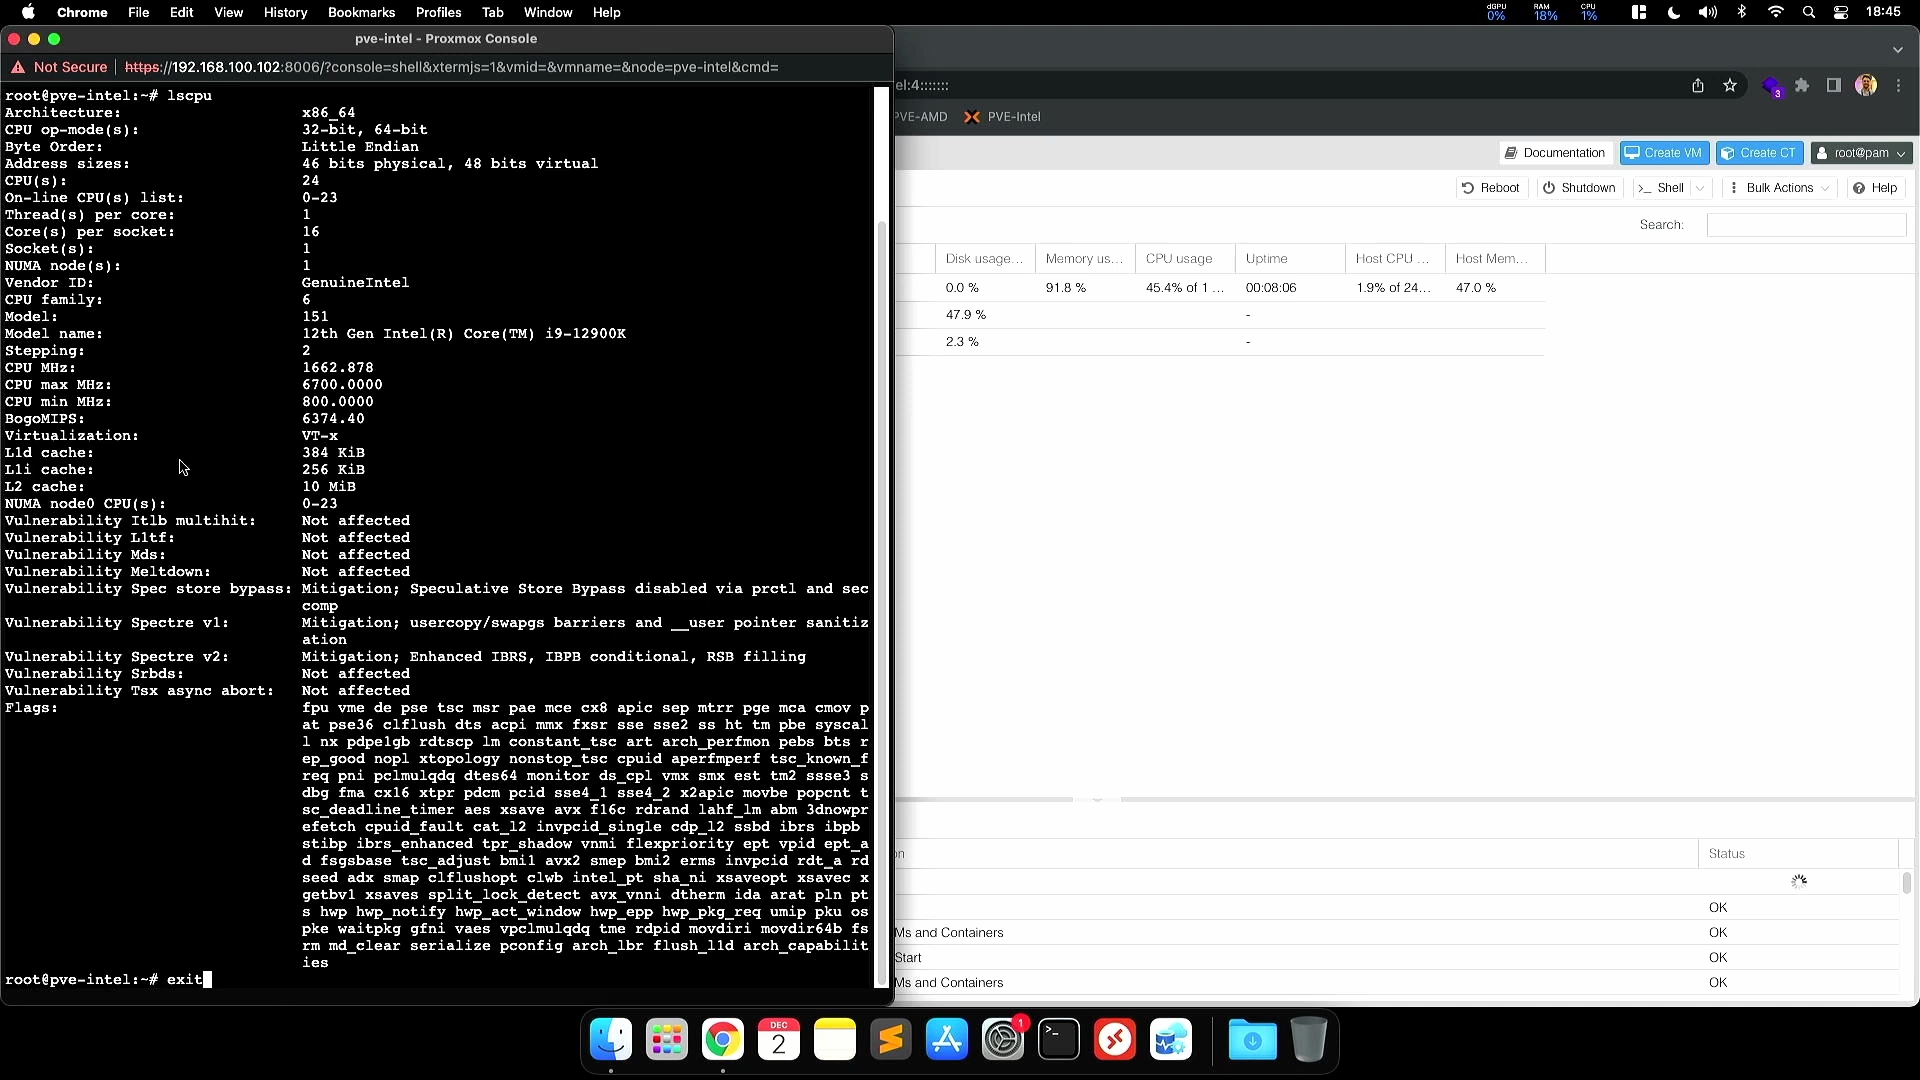 Chrome File Edit View History Bookmarks Profiles Tab Window Help
dGPU 0% RAM 18% CPU 1% 18:45
pve-intel - Proxmox Console
Not Secure | https://192.168.100.102:8006/?console=shell&xtermjs=1&vmid=&vmname=&node=pve-intel&cmd=
root@pve-intel:~# lscpu
Architecture: x86_64
CPU op-mode(s): 32-bit, 64-bit
Byte Order: Little Endian
Address sizes: 46 bits physical, 48 bits virtual
CPU(s): 24
On-line CPU(s) list: 0-23
Thread(s) per core: 1
Core(s) per socket: 16
Socket(s): 1
NUMA node(s): 1
Vendor ID: GenuineIntel
CPU family: 6
Model: 151
Model name: 12th Gen Intel(R) Core(TM) i9-12900K
Stepping: 2
CPU MHz: 1662.878
CPU max MHz: 6700.0000
CPU min MHz: 800.0000
BogoMIPS: 6374.40
Virtualization: VT-x
L1d cache: 384 KiB
L1i cache: 256 KiB
L2 cache: 10 MiB
NUMA node0 CPU(s): 0-23
Vulnerability Itlb multihit: Not affected
Vulnerability L1tf: Not affected
Vulnerability Mds: Not affected
Vulnerability Meltdown: Not affected
Vulnerability Spec store bypass: Mitigation; Speculative Store Bypass disabled via prctl and sec
comp
Vulnerability Spectre v1: Mitigation; usercopy/swapgs barriers and __user pointer sanitiz
ation
Vulnerability Spectre v2: Mitigation; Enhanced IBRS, IBPB conditional, RSB filling
Vulnerability Srbds: Not affected
Vulnerability Tsx async abort: Not affected
Flags: fpu vme de pse tsc msr pae mce cx8 apic sep mtrr pge mca cmov p
at pse36 clflush dts acpi mmx fxsr sse sse2 ss ht tm pbe syscal
l nx pdpe1gb rdtscp lm constant_tsc art arch_perfmon pebs bts r
ep_good nopl xtopology nonstop_tsc cpuid aperfmperf tsc_known_f
req pni pclmulqdq dtes64 monitor ds_cpl vmx smx est tm2 ssse3 s
dbg fma cx16 xtpr pdcm pcid sse4_1 sse4_2 x2apic movbe popcnt t
sc_deadline_timer aes xsave avx f16c rdrand lahf_lm abm 3dnowpr
efetch cpuid_fault cat_l2 invpcid_single cdp_l2 ssbd ibrs ibpb
stibp ibrs_enhanced tpr_shadow vnmi flexpriority ept vpid ept_a
d fsgsbase tsc_adjust bmi1 avx2 smep bmi2 erms invpcid rdt_a rd
seed adx smap clflushopt clwb intel_pt sha_ni xsaveopt xsavec x
getbv1 xsaves split_lock_detect avx_vnni dtherm ida arat pln pt
s hwp hwp_notify hwp_act_window hwp_epp hwp_pkg_req umip pku os
pke waitpkg gfni vaes vpclmulqdq tme rdpid movdiri movdir64b fs
rm md_clear serialize pconfig arch_lbr flush_l1d arch_capabilit
ies
root@pve-intel:~# exit
el:4:::::::
3
PVE-AMD PVE-Intel
Documentation Create VM Create CT root@pam
Reboot Shutdown >_ Shell Bulk Actions Help
Search:
Disk usage... Memory us... CPU usage Uptime Host CPU ... Host Mem...
0.0 % 91.8 % 45.4% of 1 ... 00:08:06 1.9% of 24... 47.0 %
47.9 % -
2.3 % -
on Status
OK
Ms and Containers OK
Start OK
Ms and Containers OK
DEC 2 1